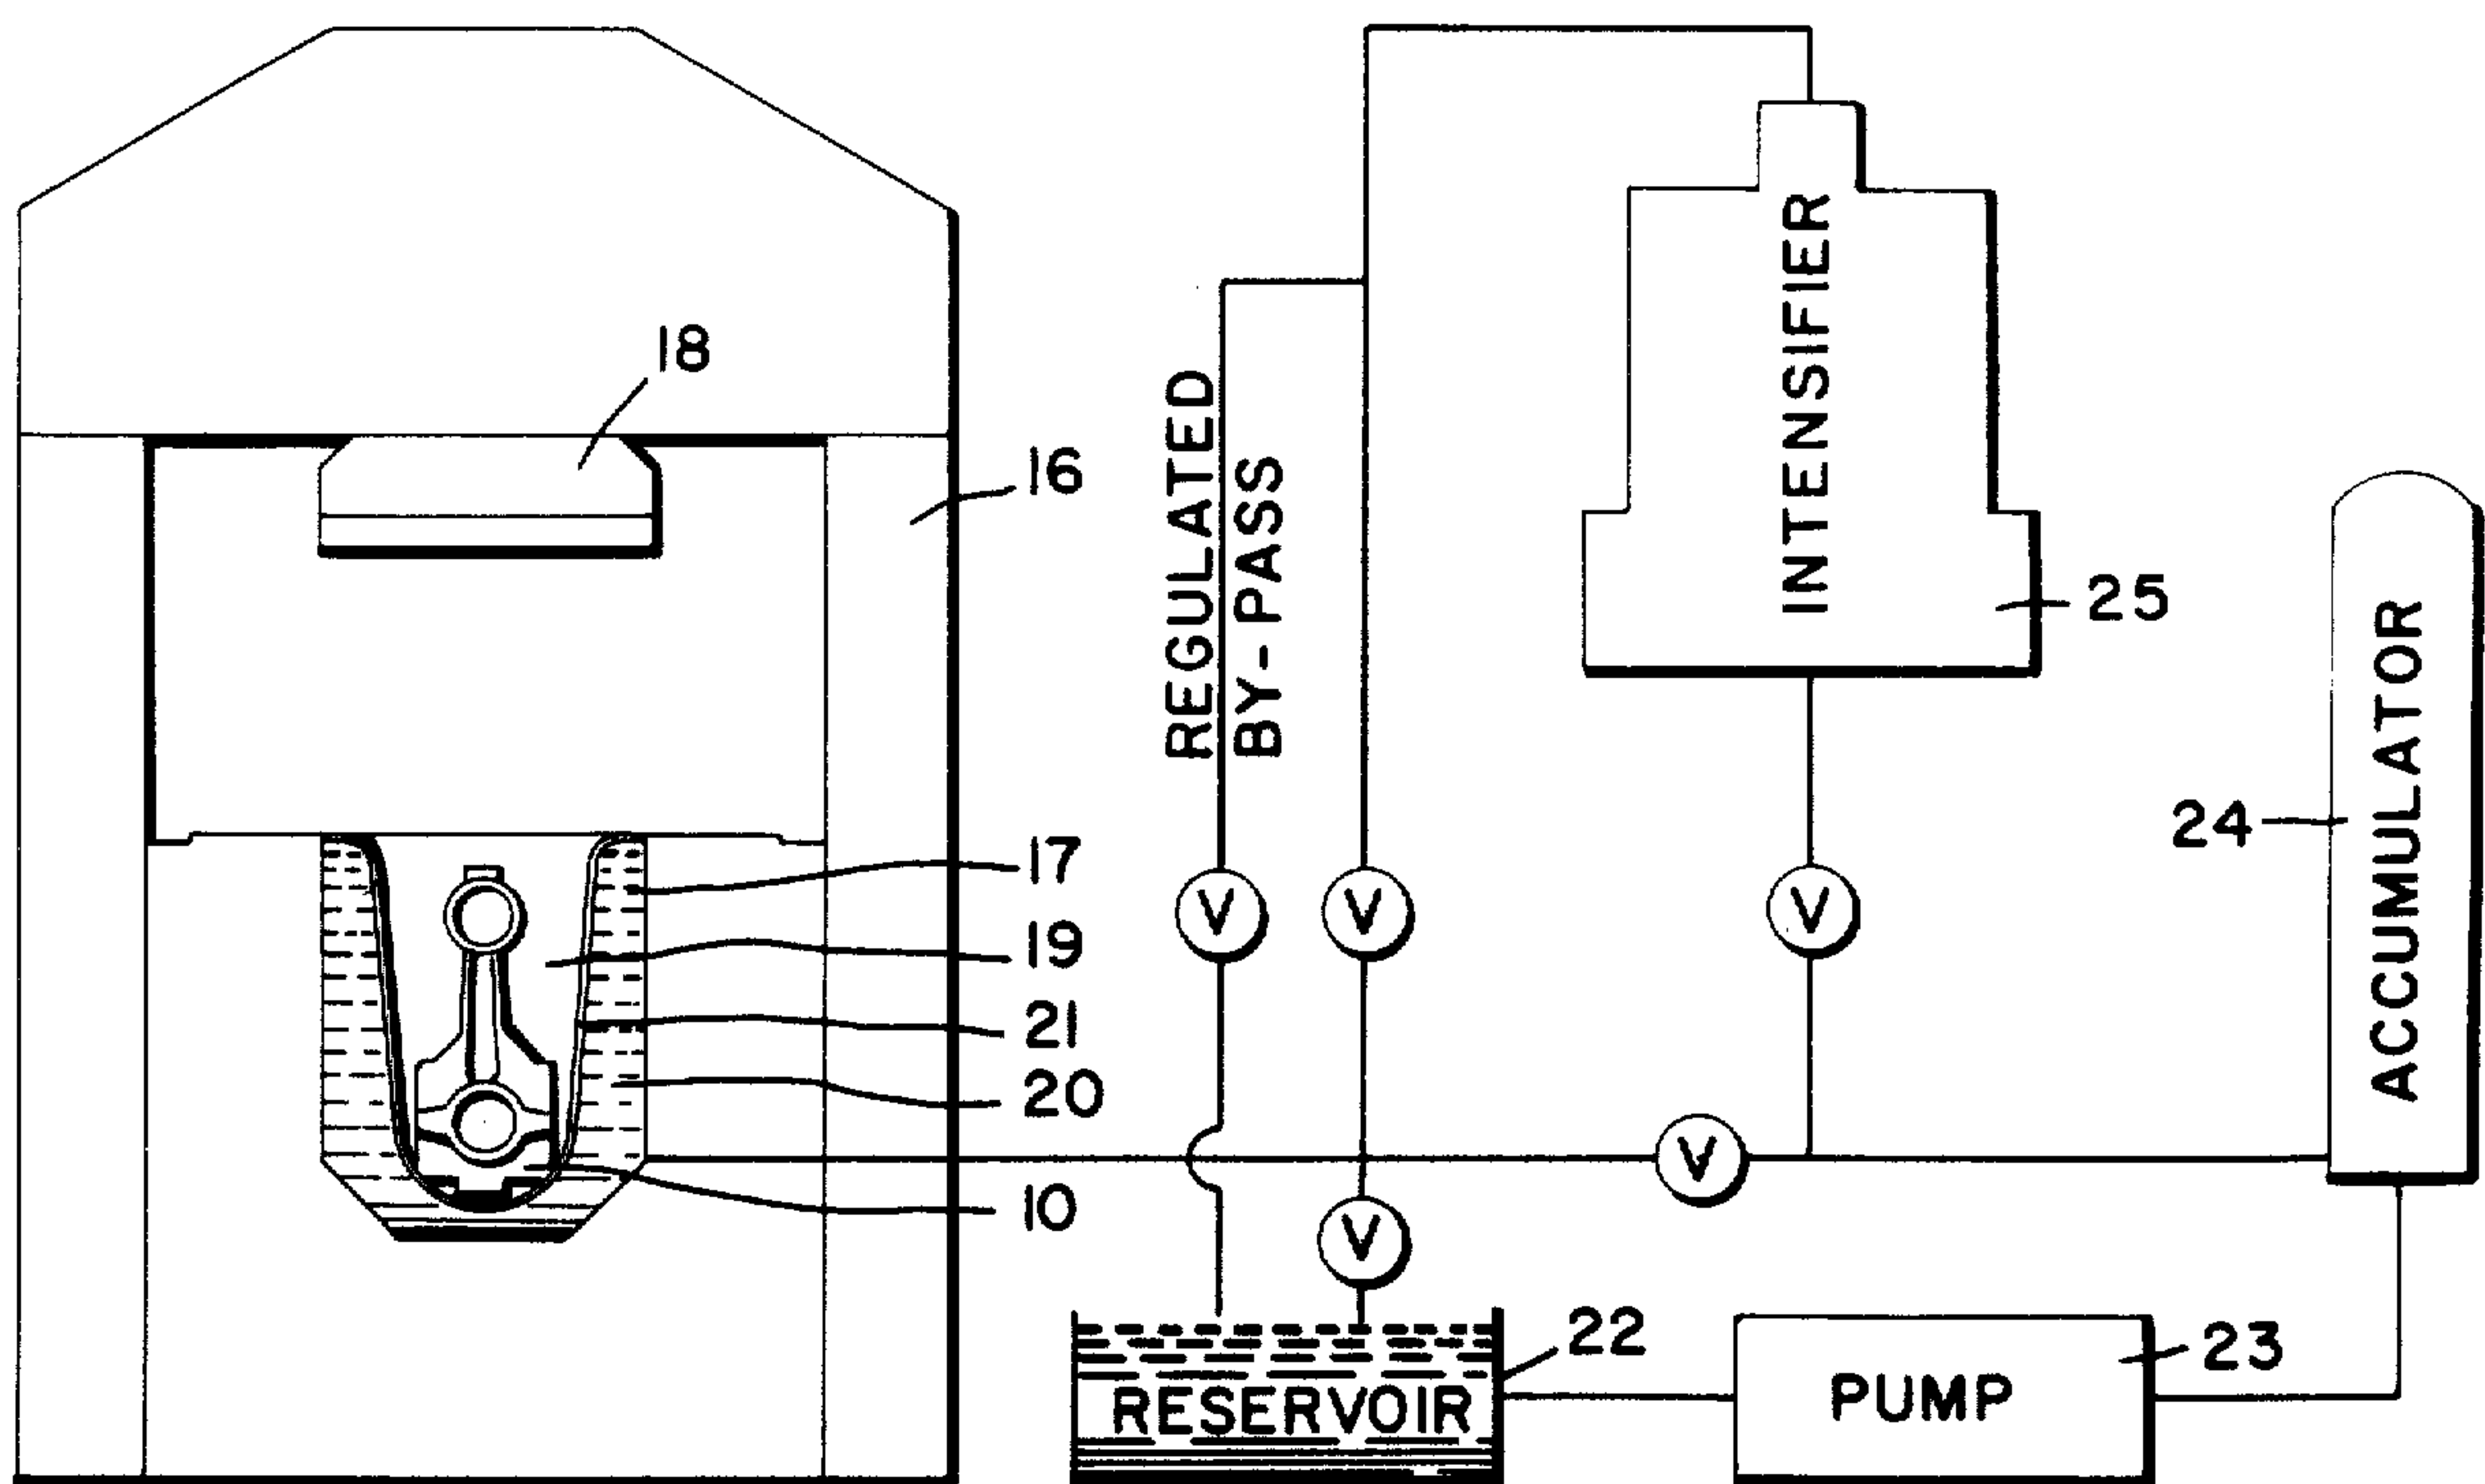 18
16
REGULATED
BY-PASS
INTENSIFIER
25
ACCUMULATOR
24
17
19
21
20
10
V
V
V
V
V
RESERVOIR
22
PUMP
23